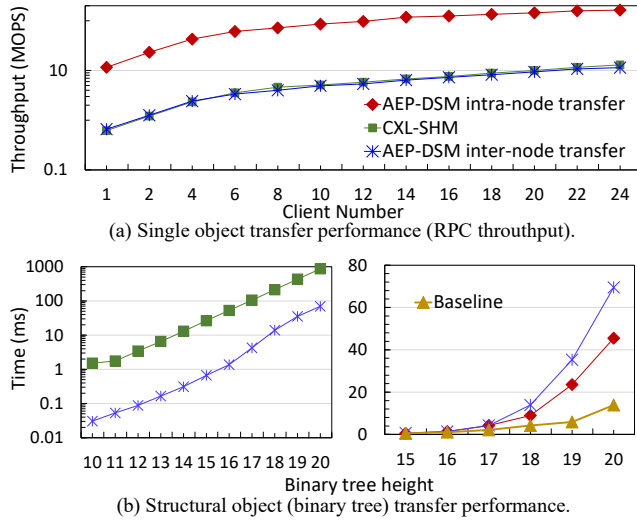 Throughput (MOPS)
10
0.1
AEP-DSM intra-node transfer
CXL-SHM
AEP-DSM inter-node transfer
1 2 4 6 8 10 12 14 16 18 20 22 24
Client Number
(a) Single object transfer performance (RPC throuthput).
Time (ms)
1000
100
10
1
0.1
0.01
10 11 12 13 14 15 16 17 18 19 20
80
60
40
20
0
Baseline
15 16 17 18 19 20
Binary tree height
(b) Structural object (binary tree) transfer performance.